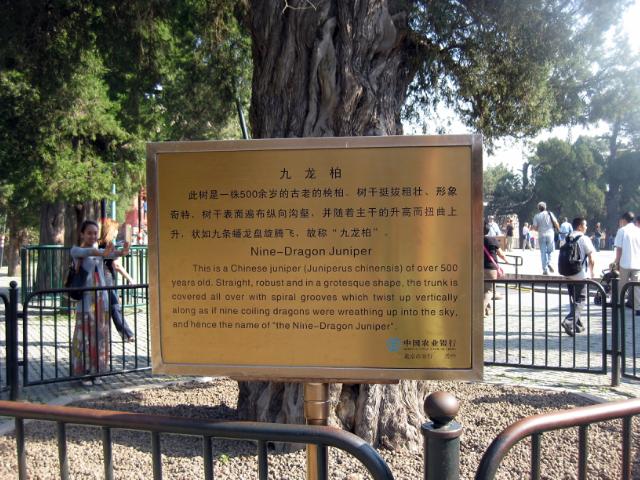 九龙柏
此树是一株500余岁的古老的桧柏，树干挺拔粗壮、形象
奇特，树干表面遍布纵向沟壑，并随着主干的升高而扭曲上
升，状如九条蟠龙盘旋腾飞，故称“九龙柏”。
Nine-Dragon Juniper
This is a Chinese juniper (Juniperus chinensis) of over 500
years old. Straight, robust and in a grotesque shape, the trunk is
covered all over with spiral grooves which twist up vertically
along as if nine coiling dragons were wreathing up into the sky,
and hence the name of "the Nine-Dragon Juniper".
中国农业银行
北京市分行